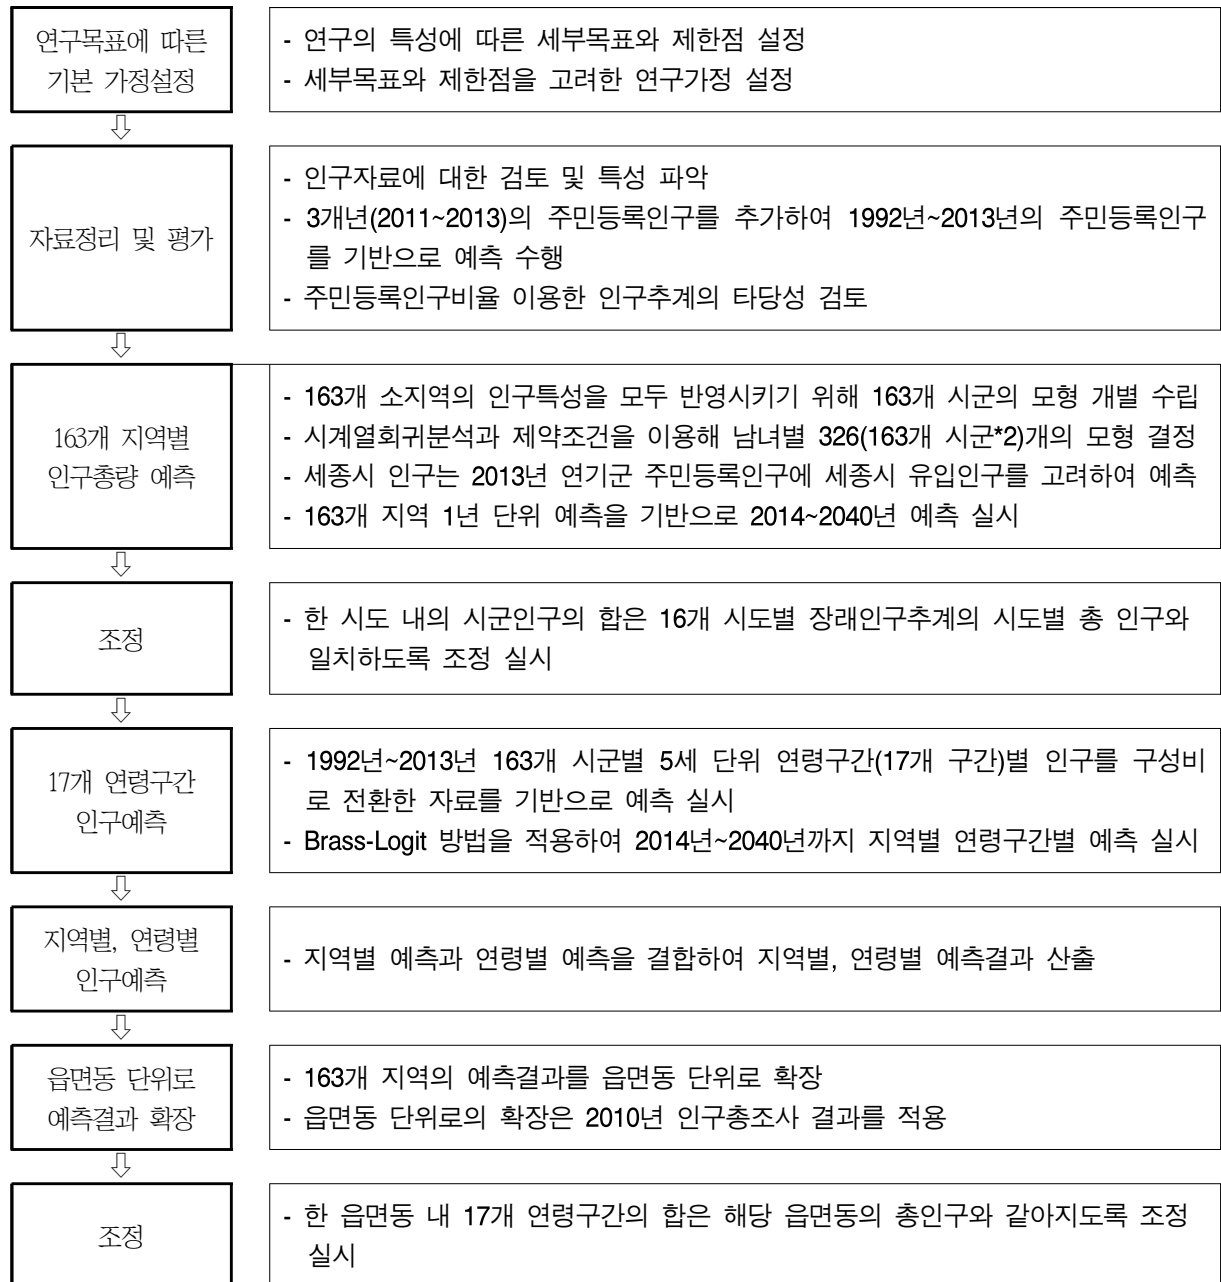 연구목표에 따른
기본 가정설정
- 연구의 특성에 따른 세부목표와 제한점 설정
- 세부목표와 제한점을 고려한 연구가정 설정
자료정리 및 평가
- 인구자료에 대한 검토 및 특성 파악
- 3개년(2011~2013)의 주민등록인구를 추가하여 1992년~2013년의 주민등록인구
를 기반으로 예측 수행
- 주민등록인구비율 이용한 인구추계의 타당성 검토
163개 지역별
인구총량 예측
- 163개 소지역의 인구특성을 모두 반영시키기 위해 163개 시군의 모형 개별 수립
- 시계열회귀분석과 제약조건을 이용해 남녀별 326(163개 시군*2)개의 모형 결정
- 세종시 인구는 2013년 연기군 주민등록인구에 세종시 유입인구를 고려하여 예측
- 163개 지역 1년 단위 예측을 기반으로 2014~2040년 예측 실시
조정
- 한 시도 내의 시군인구의 합은 16개 시도별 장래인구추계의 시도별 총 인구와
일치하도록 조정 실시
17개 연령구간
인구예측
- 1992년~2013년 163개 시군별 5세 단위 연령구간(17개 구간)별 인구를 구성비
로 전환한 자료를 기반으로 예측 실시
- Brass-Logit 방법을 적용하여 2014년~2040년까지 지역별 연령구간별 예측 실시
지역별, 연령별
인구예측
- 지역별 예측과 연령별 예측을 결합하여 지역별, 연령별 예측결과 산출
읍면동 단위로
예측결과 확장
- 163개 지역의 예측결과를 읍면동 단위로 확장
- 읍면동 단위로의 확장은 2010년 인구총조사 결과를 적용
조정
- 한 읍면동 내 17개 연령구간의 합은 해당 읍면동의 총인구와 같아지도록 조정
실시